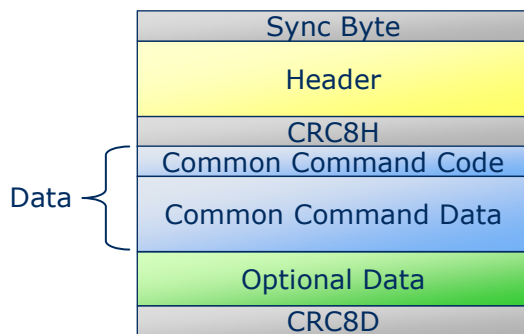 Sync Byte
Header
CRC8H
Common Command Code
Data
Common Command Data
Optional Data
CRC8D